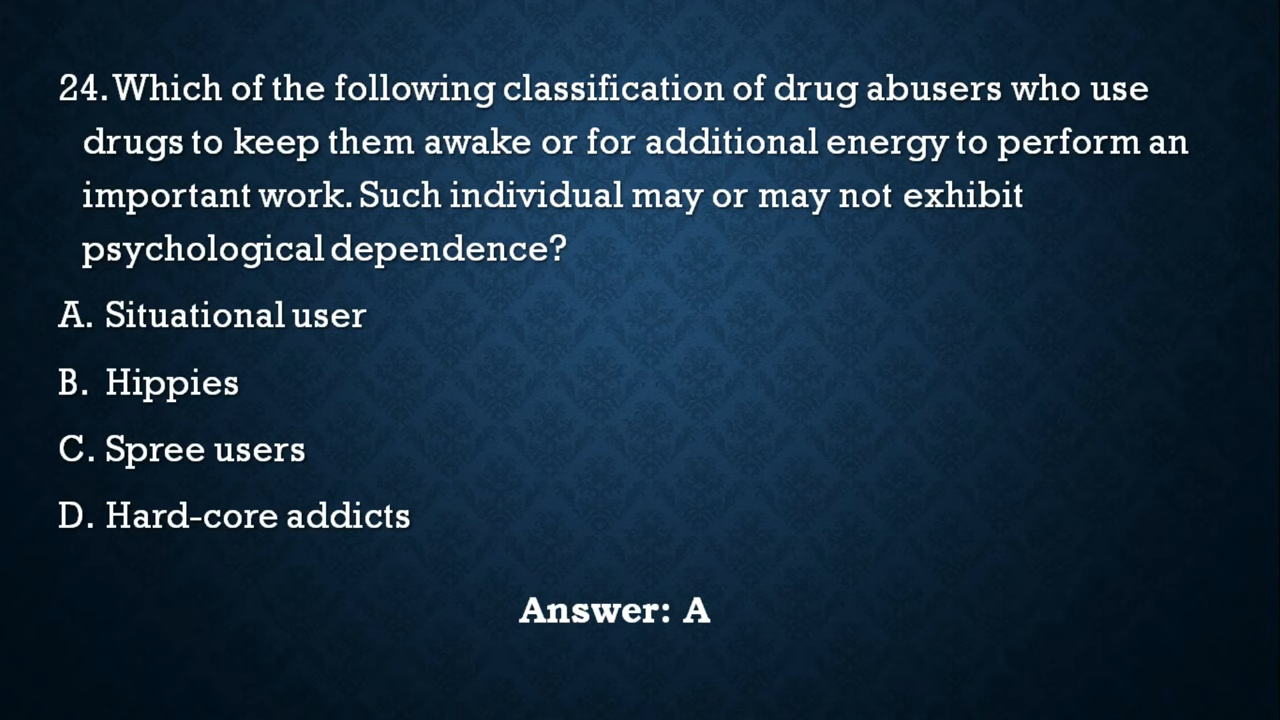 24. Which of the following classification of drug abusers who use
drugs to keep them awake or for additional energy to perform an
important work. Such individual may or may not exhibit
psychological dependence?
A. Situational user
B. Hippies
C. Spree users
D. Hard-core addicts
Answer: A